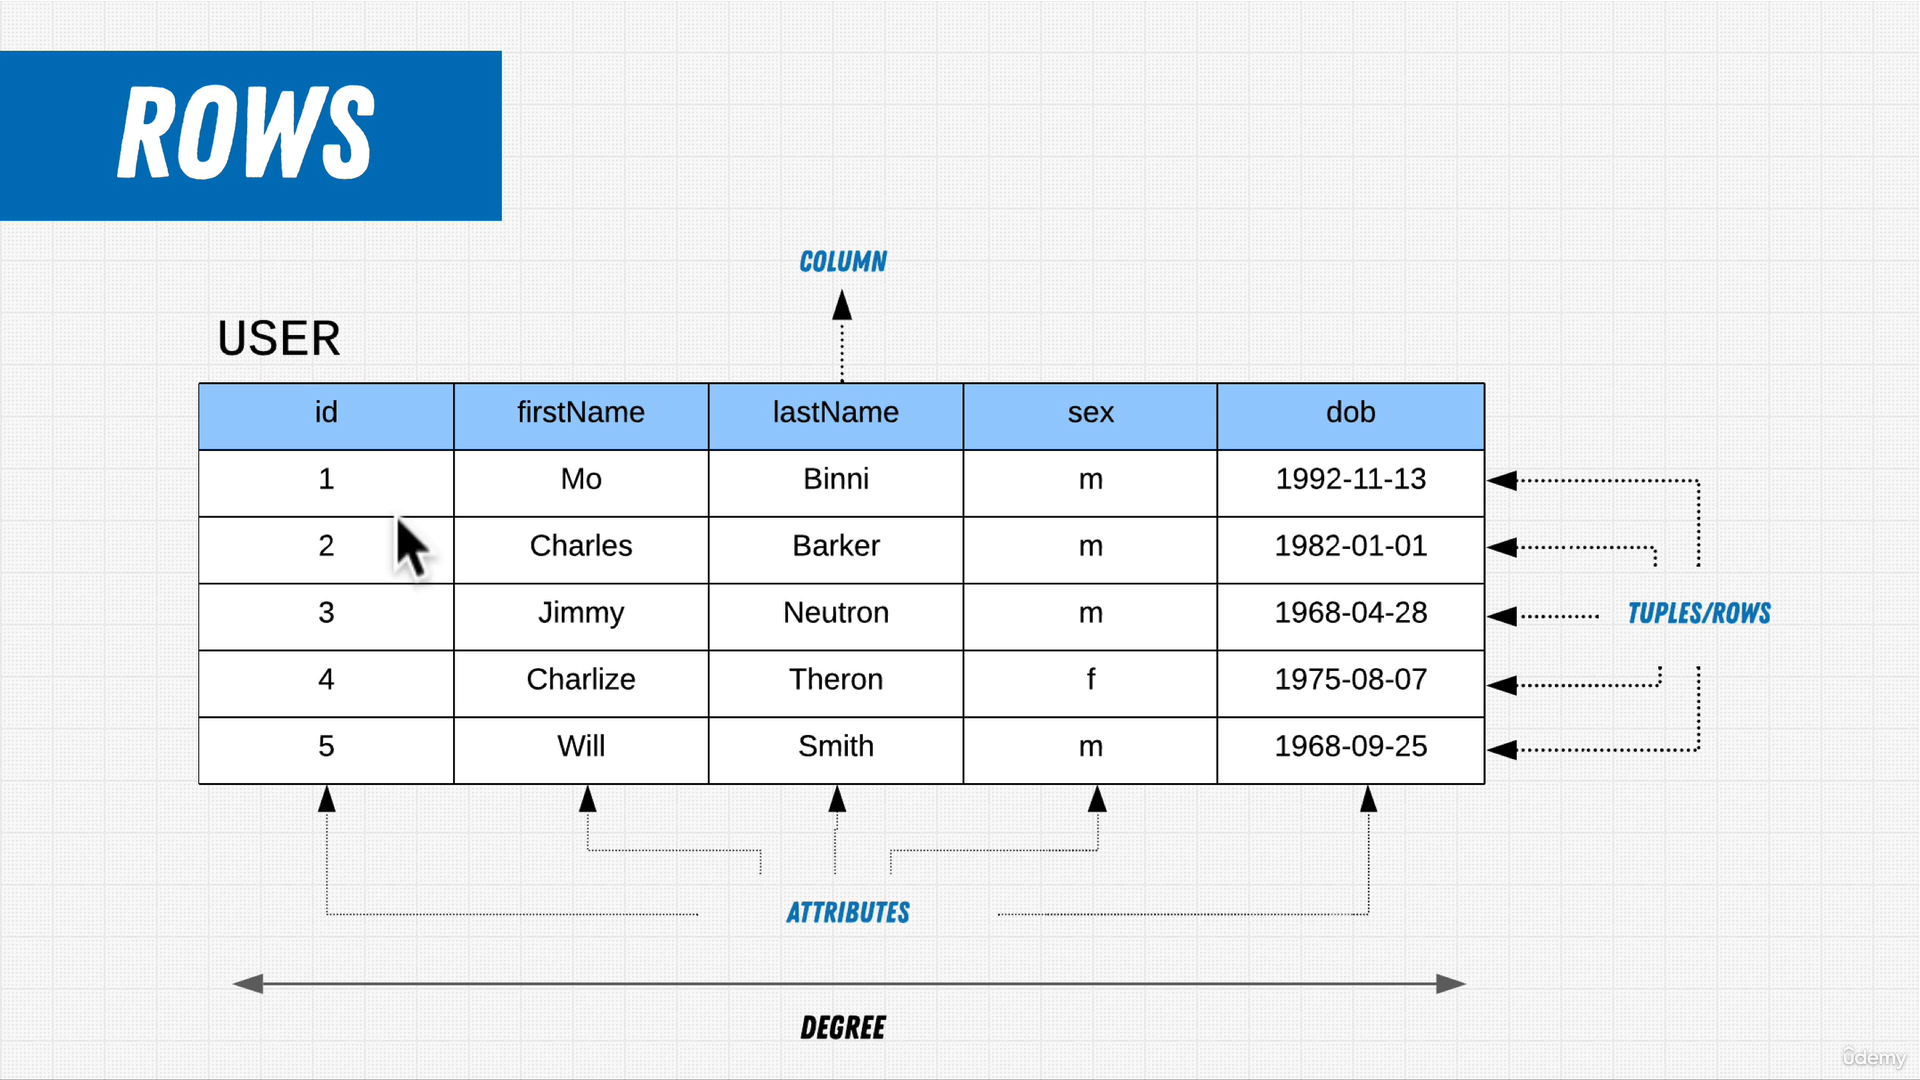 ROWS
COLUMN
USER
id firstName lastName sex dob
1 Mo Binni m 1992-11-13
2 Charles Barker m 1982-01-01
3 Jimmy Neutron m 1968-04-28
TUPLES/ROWS
4 Charlize Theron f 1975-08-07
5 Will Smith m 1968-09-25
ATTRIBUTES
DEGREE
ûdemy